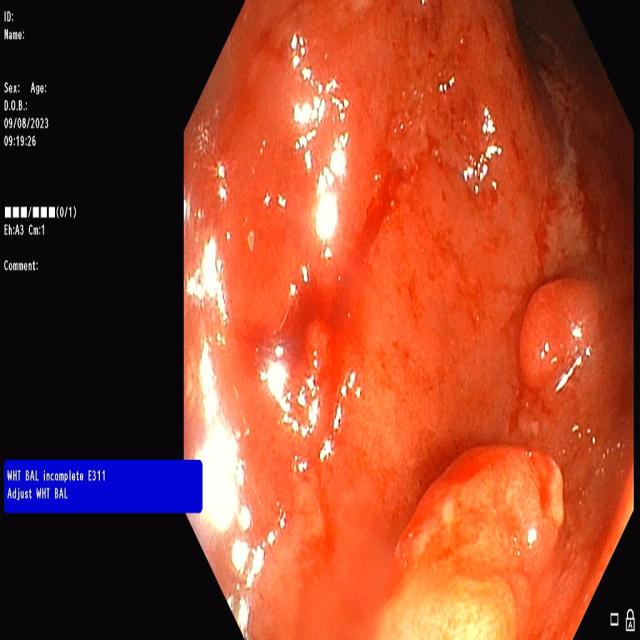 ID:
Name:
Sex: Age:
D.O.B.:
09/08/2023
09:19:26
■■■/■■■(0/1)
Eh:A3 Cm:1
Comment:
WHT BAL incomplete E311
Adjust WHT BAL
A